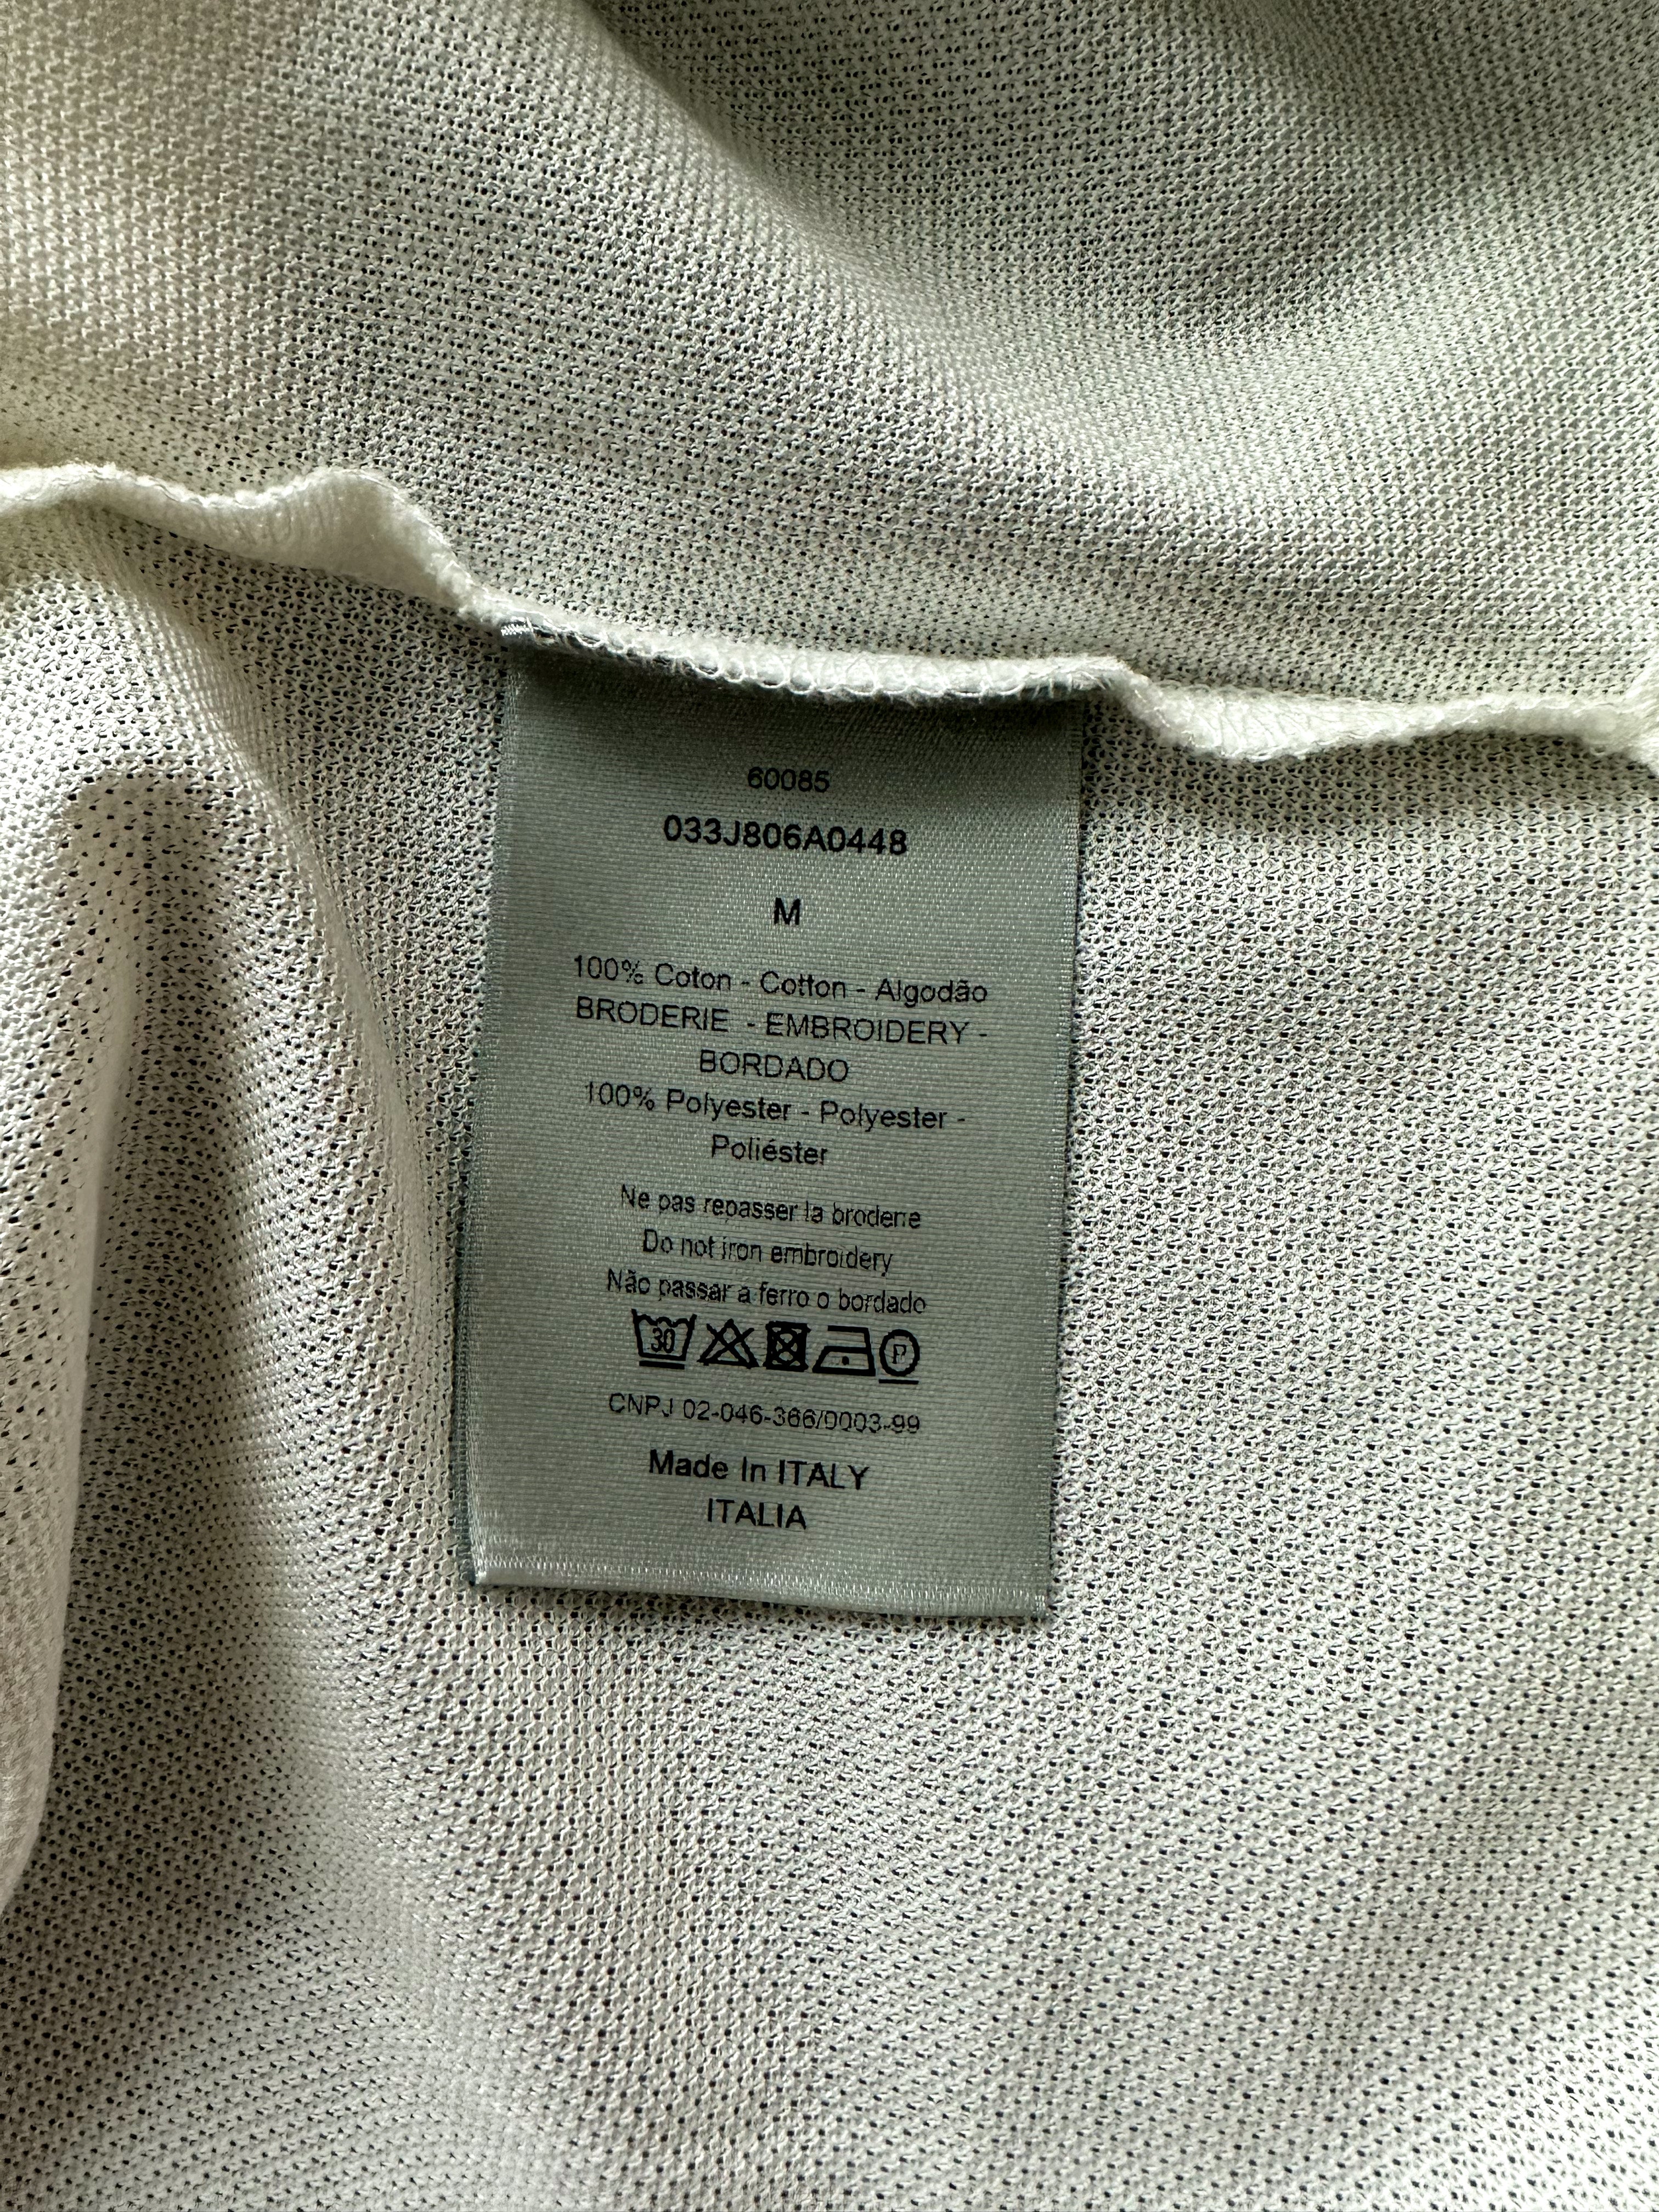 60085
033J806A0448
M
100% Coton - Cotton - Algodão
BRODERIE - EMBROIDERY -
BORDADO
100% Polyester - Polyester -
Poliéster
Ne pas repasser la broderie
Do not iron embroidery
Não passar a ferro o bordado
30 P
CNPJ 02-046-366/0003-99
Made In ITALY
ITALIA